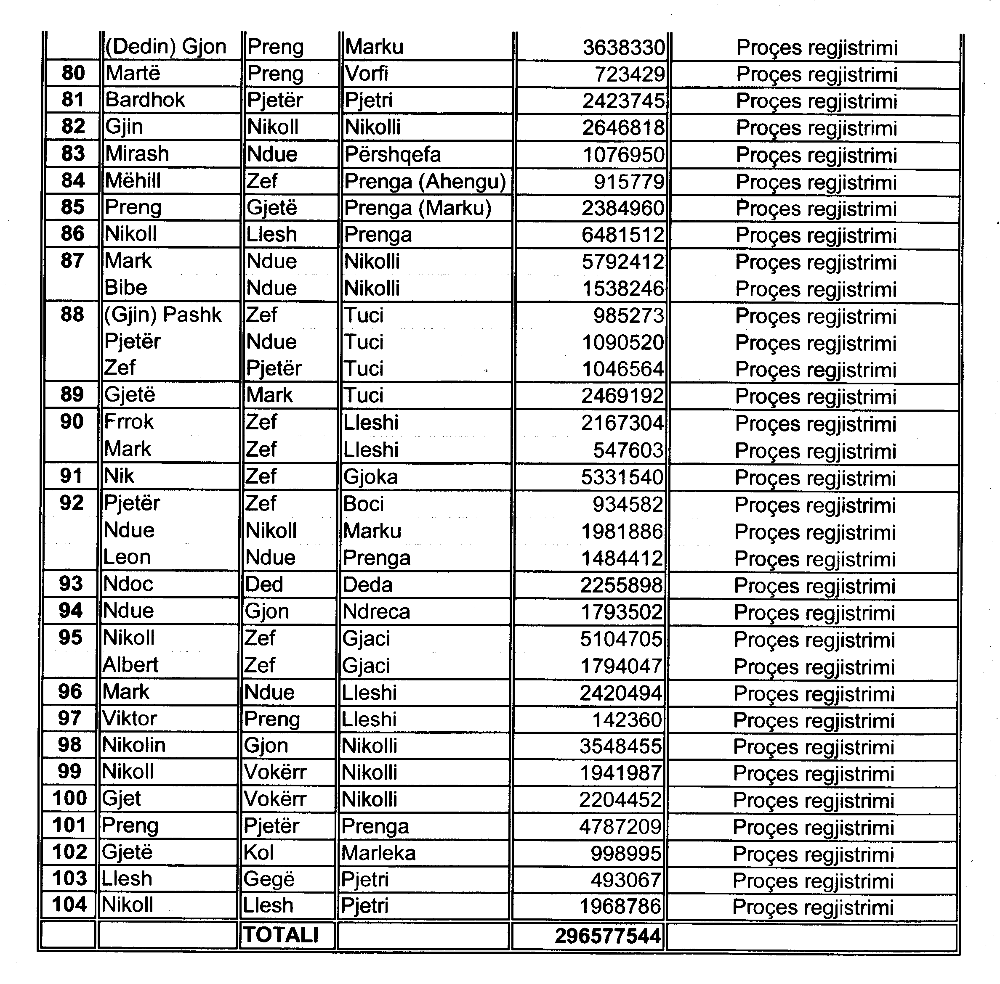 (Dedin) Gjon Preng Marku 3638330 Proçes regjistrimi
80 Martë Preng Vorfi 723429 Proçes regjistrimi
81 Bardhok Pjetër Pjetri 2423745 Proçes regjistrimi
82 Gjin Nikoll Nikolli 2646818 Proçes regjistrimi
83 Mirash Ndue Përshqefa 1076950 Proçes regjistrimi
84 Mëhill Zef Prenga (Ahengu) 915779 Proçes regjistrimi
85 Preng Gjetë Prenga (Marku) 2384960 Proçes regjistrimi
86 Nikoll Llesh Prenga 6481512 Proçes regjistrimi
87 Mark Ndue Nikolli 5792412 Proçes regjistrimi
Bibe Ndue Nikolli 1538246 Proçes regjistrimi
88 (Gjin) Pashk Zef Tuci 985273 Proçes regjistrimi
Pjetër Ndue Tuci 1090520 Proçes regjistrimi
Zef Pjetër Tuci 1046564 Proçes regjistrimi
89 Gjetë Mark Tuci 2469192 Proçes regjistrimi
90 Frrok Zef Lleshi 2167304 Proçes regjistrimi
Mark Zef Lleshi 547603 Proçes regjistrimi
91 Nik Zef Gjoka 5331540 Proçes regjistrimi
92 Pjetër Zef Boci 934582 Proçes regjistrimi
Ndue Nikoll Marku 1981886 Proçes regjistrimi
Leon Ndue Prenga 1484412 Proçes regjistrimi
93 Ndoc Ded Deda 2255898 Proçes regjistrimi
94 Ndue Gjon Ndreca 1793502 Proçes regjistrimi
95 Nikoll Zef Gjaci 5104705 Proçes regjistrimi
Albert Zef Gjaci 1794047 Proçes regjistrimi
96 Mark Ndue Lleshi 2420494 Proçes regjistrimi
97 Viktor Preng Lleshi 142360 Proçes regjistrimi
98 Nikolin Gjon Nikolli 3548455 Proçes regjistrimi
99 Nikoll Vokërr Nikolli 1941987 Proçes regjistrimi
100 Gjet Vokërr Nikolli 2204452 Proçes regjistrimi
101 Preng Pjetër Prenga 4787209 Proçes regjistrimi
102 Gjetë Kol Marleka 998995 Proçes regjistrimi
103 Llesh Gegë Pjetri 493067 Proçes regjistrimi
104 Nikoll Llesh Pjetri 1968786 Proçes regjistrimi
TOTALI 296577544